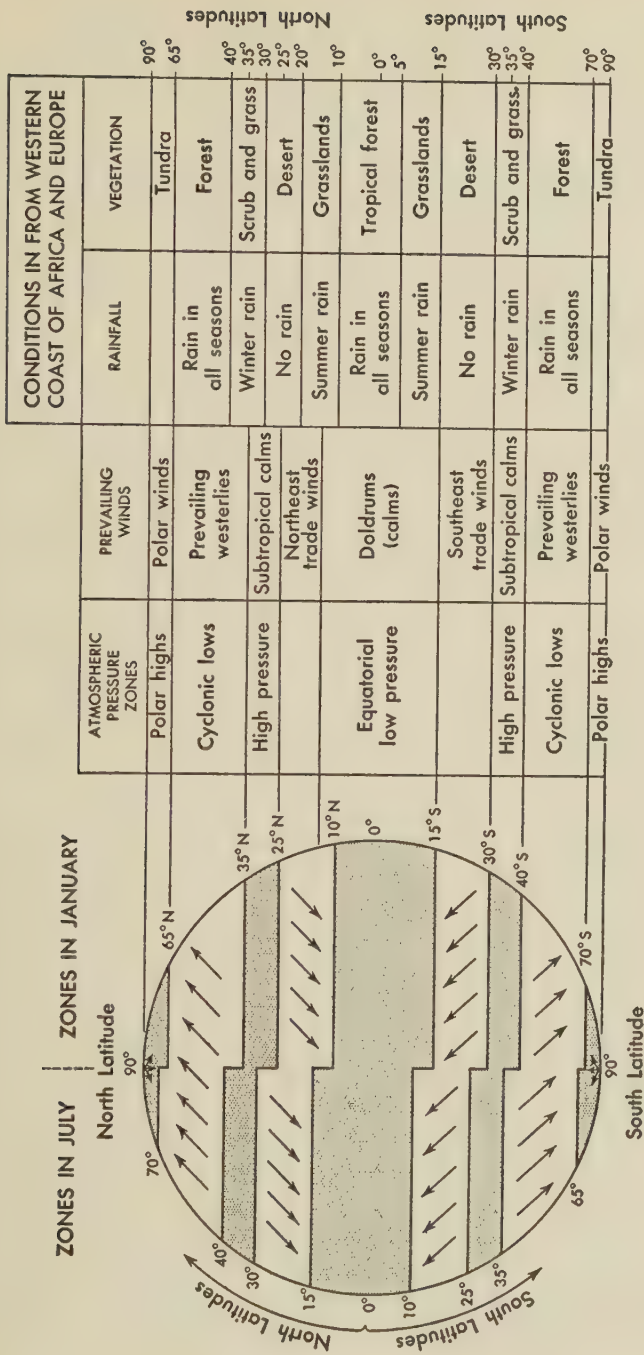 ZONES IN JULY
ZONES IN JANUARY
North Latitude
90°
70°
65° N
40°
35° N
30°
25° N
15°
10° N
0°
0°
10°
15° S
25°
30° S
35°
40° S
65°
70° S
90°
South Latitude
North Latitudes
South Latitudes
CONDITIONS IN FROM WESTERN
COAST OF AFRICA AND EUROPE
ATMOSPHERIC
PRESSURE
ZONES
PREVAILING
WINDS
RAINFALL
VEGETATION
Polar highs
Polar winds
Tundra
Cyclonic lows
Prevailing
westerlies
Rain in
all seasons
Forest
High pressure
Subtropical calms
Winter rain
Scrub and grass
Northeast
trade winds
No rain
Desert
Summer rain
Grasslands
Equatorial
low pressure
Doldrums
(calms)
Rain in
all seasons
Tropical forest
Summer rain
Grasslands
Southeast
trade winds
No rain
Desert
High pressure
Subtropical calms
Winter rain
Scrub and grass
Cyclonic lows
Prevailing
westerlies
Rain in
all seasons
Forest
Polar highs
Polar winds
Tundra
90°
65°
40°
35°
30°
25°
20°
10°
0°
5°
15°
30°
35°
40°
70°
90°
North Latitudes
South Latitudes